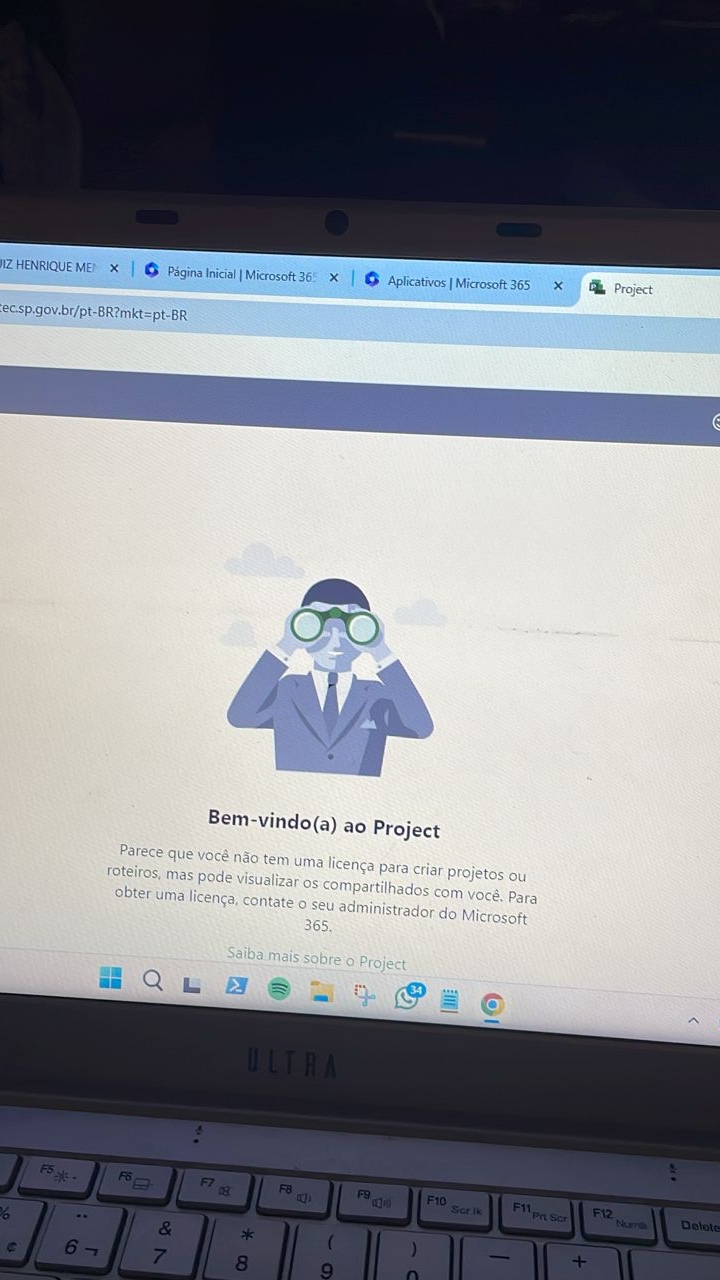 IZ HENRIQUE MEN
Página Inicial | Microsoft 365
Aplicativos | Microsoft 365
Project
tec.sp.gov.br/pt-BR?mkt=pt-BR
Bem-vindo(a) ao Project
Parece que você não tem uma licença para criar projetos ou
roteiros, mas pode visualizar os compartilhados com você. Para
obter uma licença, contate o seu administrador do Microsoft
365.
Saiba mais sobre o Project
34
ULTRA
F5
F6
F7
F8
F9
F10 Scr lk
F11 Prt Scr
F12 Numlk
Delete
%
¢
¨
6 ¬
&
7
*
8
(
9
)
0
—
+